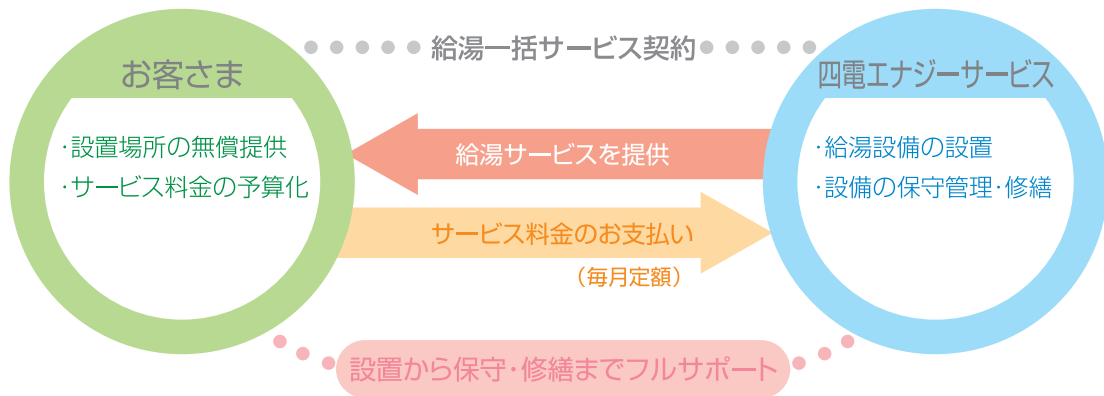 給湯一括サービス契約
お客さま
・設置場所の無償提供
・サービス料金の予算化
四電エナジーサービス
・給湯設備の設置
・設備の保守管理・修繕
給湯サービスを提供
サービス料金のお支払い
（毎月定額）
設置から保守・修繕までフルサポート